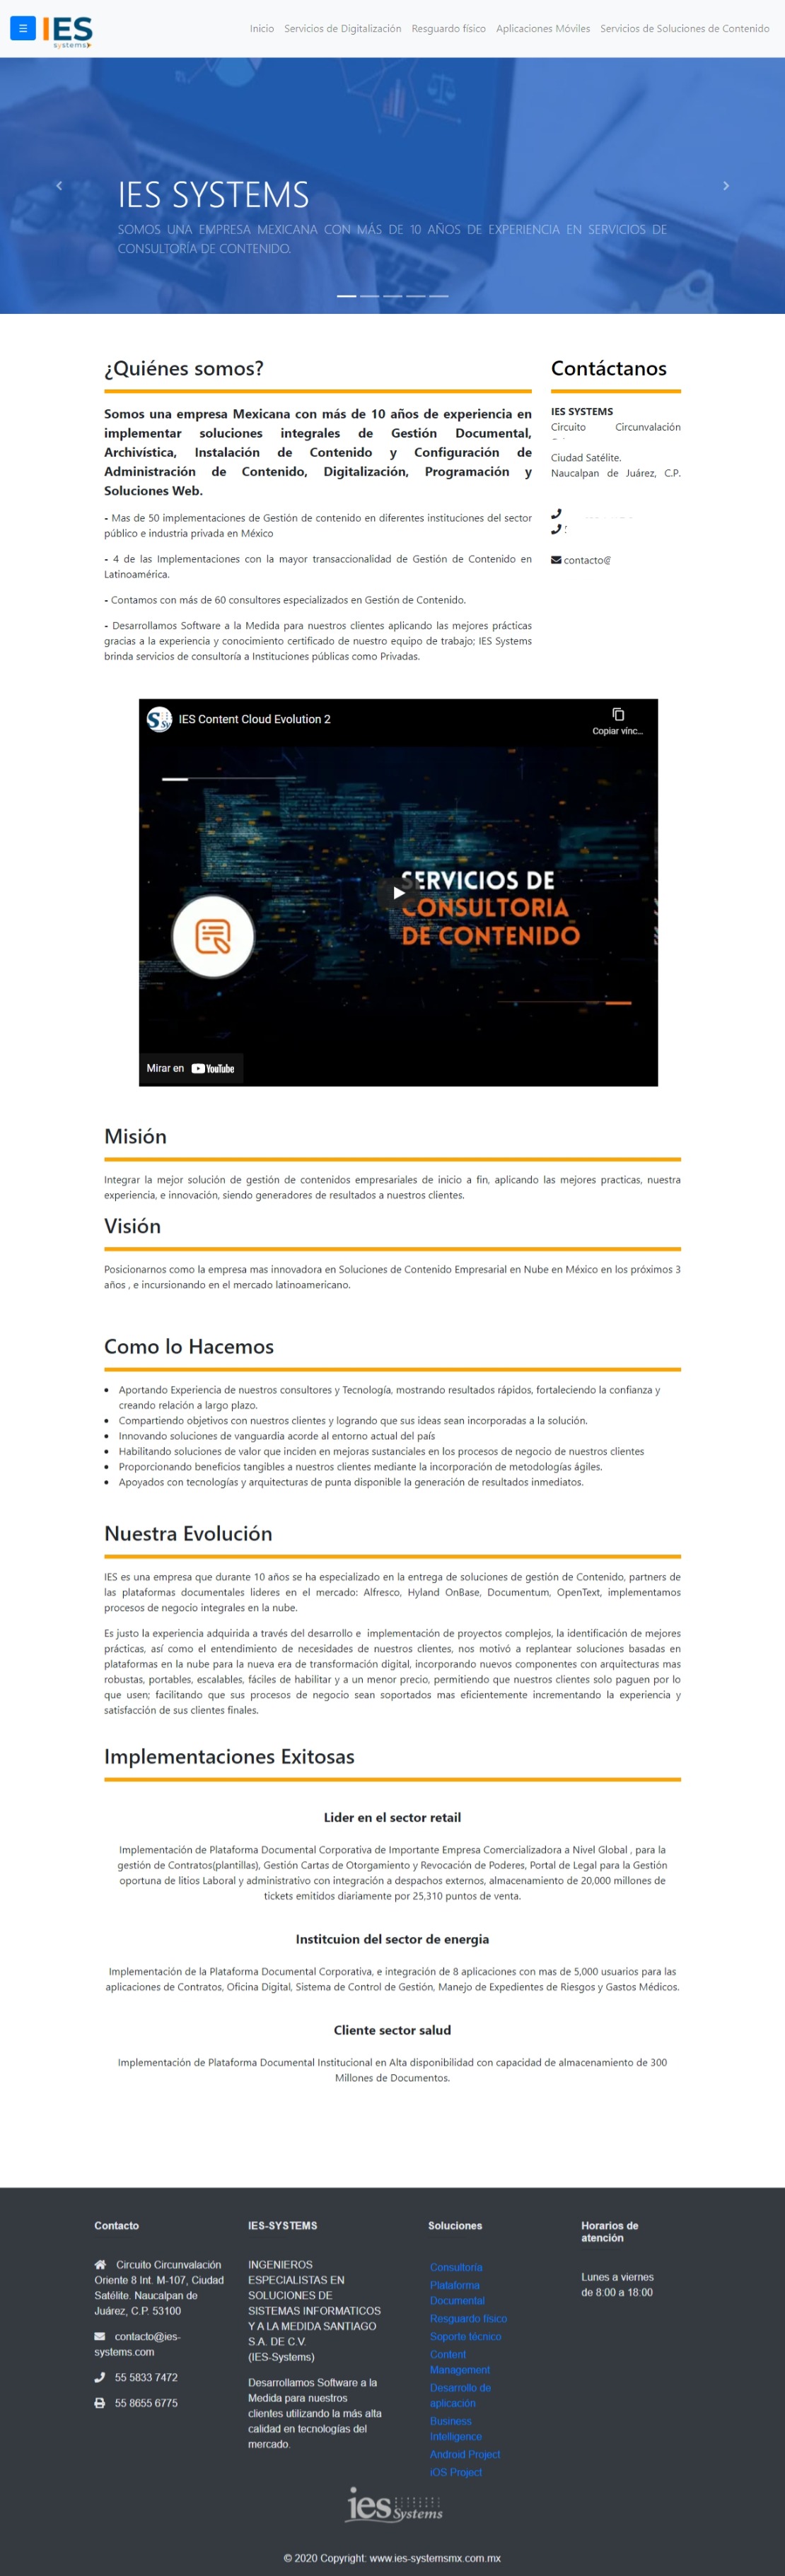 ☰ IES
systems
Inicio Servicios de Digitalización Resguardo físico Aplicaciones Móviles Servicios de Soluciones de Contenido
IES SYSTEMS
SOMOS UNA EMPRESA MEXICANA CON MÁS DE 10 AÑOS DE EXPERIENCIA EN SERVICIOS DE
CONSULTORÍA DE CONTENIDO.
¿Quiénes somos?
Somos una empresa Mexicana con más de 10 años de experiencia en
implementar soluciones integrales de Gestión Documental,
Archivística, Instalación de Contenido y Configuración de
Administración de Contenido, Digitalización, Programación y
Soluciones Web.
- Mas de 50 implementaciones de Gestión de contenido en diferentes instituciones del sector
público e industria privada en México
- 4 de las Implementaciones con la mayor transaccionalidad de Gestión de Contenido en
Latinoamérica.
- Contamos con más de 60 consultores especializados en Gestión de Contenido.
- Desarrollamos Software a la Medida para nuestros clientes aplicando las mejores prácticas
gracias a la experiencia y conocimiento certificado de nuestro equipo de trabajo; IES Systems
brinda servicios de consultoría a Instituciones públicas como Privadas.
Contáctanos
IES SYSTEMS
Circuito Circunvalación
Ciudad Satélite.
Naucalpan de Juárez, C.P.
contacto@
IES Content Cloud Evolution 2
Copiar vínc...
SERVICIOS DE
CONSULTORIA
DE CONTENIDO
Mirar en YouTube
Misión
Integrar la mejor solución de gestión de contenidos empresariales de inicio a fin, aplicando las mejores practicas, nuestra
experiencia, e innovación, siendo generadores de resultados a nuestros clientes.
Visión
Posicionarnos como la empresa mas innovadora en Soluciones de Contenido Empresarial en Nube en México en los próximos 3
años , e incursionando en el mercado latinoamericano.
Como lo Hacemos
• Aportando Experiencia de nuestros consultores y Tecnología, mostrando resultados rápidos, fortaleciendo la confianza y
creando relación a largo plazo.
• Compartiendo objetivos con nuestros clientes y logrando que sus ideas sean incorporadas a la solución.
• Innovando soluciones de vanguardia acorde al entorno actual del país
• Habilitando soluciones de valor que inciden en mejoras sustanciales en los procesos de negocio de nuestros clientes
• Proporcionando beneficios tangibles a nuestros clientes mediante la incorporación de metodologías ágiles.
• Apoyados con tecnologías y arquitecturas de punta disponible la generación de resultados inmediatos.
Nuestra Evolución
IES es una empresa que durante 10 años se ha especializado en la entrega de soluciones de gestión de Contenido, partners de
las plataformas documentales lideres en el mercado: Alfresco, Hyland OnBase, Documentum, OpenText, implementamos
procesos de negocio integrales en la nube.
Es justo la experiencia adquirida a través del desarrollo e implementación de proyectos complejos, la identificación de mejores
prácticas, así como el entendimiento de necesidades de nuestros clientes, nos motivó a replantear soluciones basadas en
plataformas en la nube para la nueva era de transformación digital, incorporando nuevos componentes con arquitecturas mas
robustas, portables, escalables, fáciles de habilitar y a un menor precio, permitiendo que nuestros clientes solo paguen por lo
que usen; facilitando que sus procesos de negocio sean soportados mas eficientemente incrementando la experiencia y
satisfacción de sus clientes finales.
Implementaciones Exitosas
Lider en el sector retail
Implementación de Plataforma Documental Corporativa de Importante Empresa Comercializadora a Nivel Global , para la
gestión de Contratos(plantillas), Gestión Cartas de Otorgamiento y Revocación de Poderes, Portal de Legal para la Gestión
oportuna de litios Laboral y administrativo con integración a despachos externos, almacenamiento de 20,000 millones de
tickets emitidos diariamente por 25,310 puntos de venta.
Institcuion del sector de energia
Implementación de la Plataforma Documental Corporativa, e integración de 8 aplicaciones con mas de 5,000 usuarios para las
aplicaciones de Contratos, Oficina Digital, Sistema de Control de Gestión, Manejo de Expedientes de Riesgos y Gastos Médicos.
Cliente sector salud
Implementación de Plataforma Documental Institucional en Alta disponibilidad con capacidad de almacenamiento de 300
Millones de Documentos.
Contacto
Circuito Circunvalación
Oriente 8 Int. M-107, Ciudad
Satélite. Naucalpan de
Juárez, C.P. 53100
contacto@ies-
systems.com
55 5833 7472
55 8655 6775
IES-SYSTEMS
INGENIEROS
ESPECIALISTAS EN
SOLUCIONES DE
SISTEMAS INFORMATICOS
Y A LA MEDIDA SANTIAGO
S.A. DE C.V.
(IES-Systems)
Desarrollamos Software a la
Medida para nuestros
clientes utilizando la más alta
calidad en tecnologías del
mercado.
Soluciones
Consultoría
Plataforma
Documental
Resguardo físico
Soporte técnico
Content
Management
Desarrollo de
aplicación
Business
Intelligence
Android Project
iOS Project
Horarios de
atención
Lunes a viernes
de 8:00 a 18:00
ies Systems
© 2020 Copyright: www.ies-systemsmx.com.mx